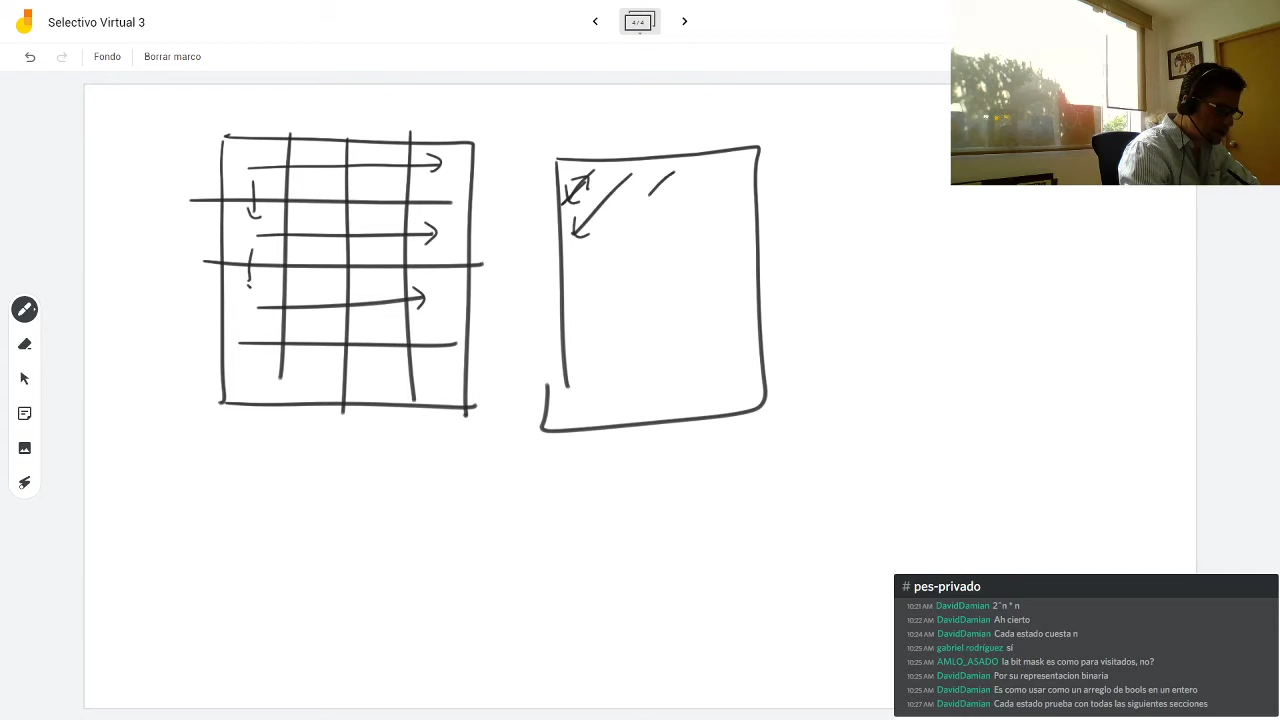 Selectivo Virtual 3
4 / 4
Fondo
Borrar marco
# pes-privado
10:21 AM DavidDamian 2^n * n
10:22 AM DavidDamian Ah cierto
10:24 AM DavidDamian Cada estado cuesta n
10:25 AM gabriel rodríguez sí
10:25 AM AMLO_ASADO la bit mask es como para visitados, no?
10:25 AM DavidDamian Por su representacion binaria
10:25 AM DavidDamian Es como usar como un arreglo de bools en un entero
10:27 AM DavidDamian Cada estado prueba con todas las siguientes secciones